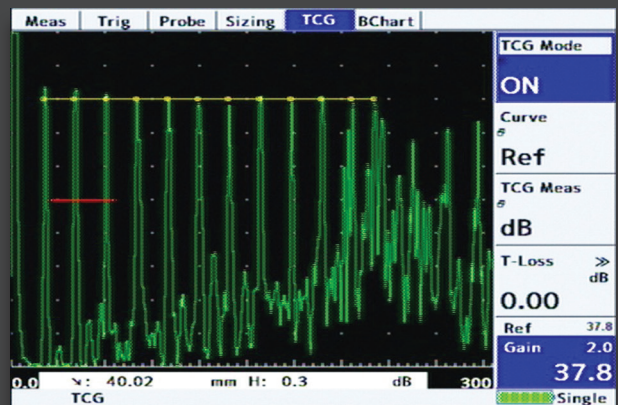 Meas Trig Probe Sizing TCG BChart
TCG Mode
ON
Curve
Ref
TCG Meas
dB
T-Loss »
dB
0.00
Ref 37.8
Gain 2.0
37.8
0.0 ↘: 40.02 mm H: 0.3 dB 300
TCG
Single